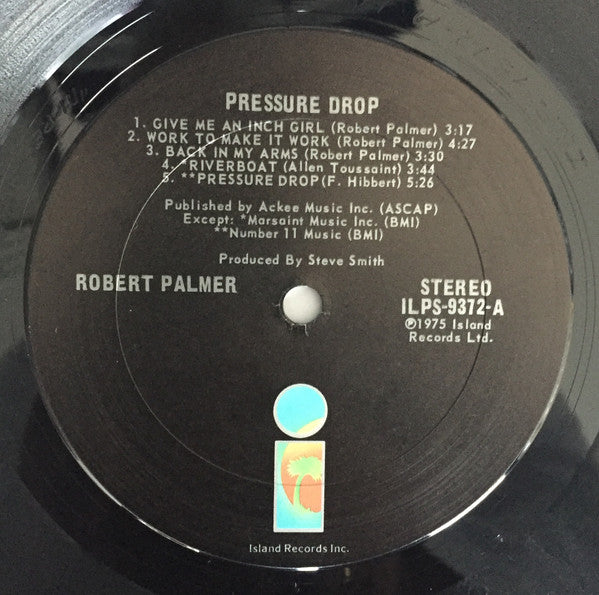 PRESSURE DROP
1. GIVE ME AN INCH GIRL (Robert Palmer) 3:17
2. WORK TO MAKE IT WORK (Robert Palmer) 4:27
3. BACK IN MY ARMS (Robert Palmer) 3:30
4. *RIVERBOAT (Allen Toussaint) 3:44
5. **PRESSURE DROP (F. Hibbert) 5:26
Published by Ackee Music Inc. (ASCAP)
Except: *Marsaint Music Inc. (BMI)
**Number 11 Music (BMI)
Produced By Steve Smith
ROBERT PALMER
STEREO
ILPS-9372-A
℗1975 Island
Records Ltd.
i
Island Records Inc.